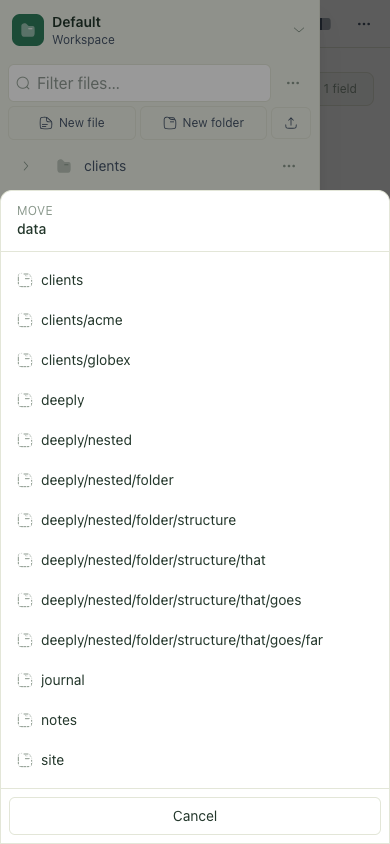 Default
Workspace
Filter files...
1 field
New file
New folder
clients
MOVE
data
clients
clients/acme
clients/globex
deeply
deeply/nested
deeply/nested/folder
deeply/nested/folder/structure
deeply/nested/folder/structure/that
deeply/nested/folder/structure/that/goes
deeply/nested/folder/structure/that/goes/far
journal
notes
site
Cancel